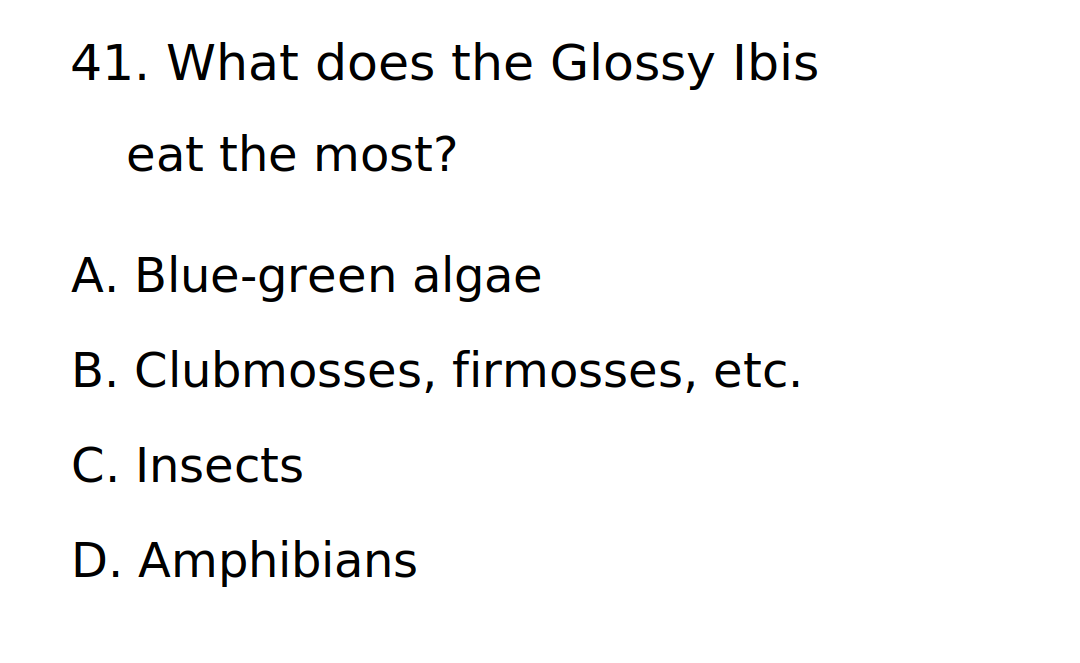 41. What does the Glossy Ibis
eat the most?
A. Blue-green algae
B. Clubmosses, firmosses, etc.
C. Insects
D. Amphibians